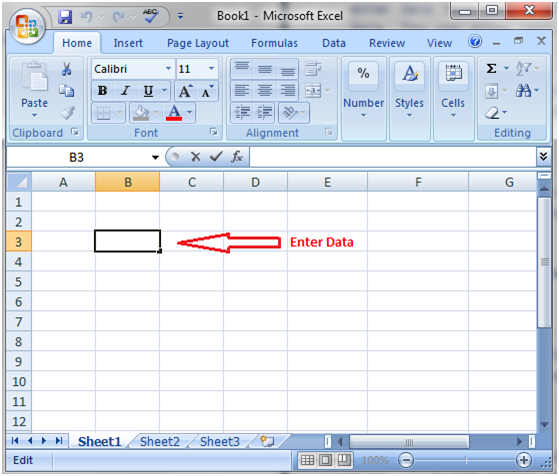 Book1 - Microsoft Excel
Home Insert Page Layout Formulas Data Review View
Calibri 11
Paste
B I U A
% Number
A Styles
Cells
Σ
Clipboard Font Alignment Editing
B3 fx
A B C D E F G
1
2
3 Enter Data
4
5
6
7
8
9
10
11
12
Sheet1 Sheet2 Sheet3
Edit 100%